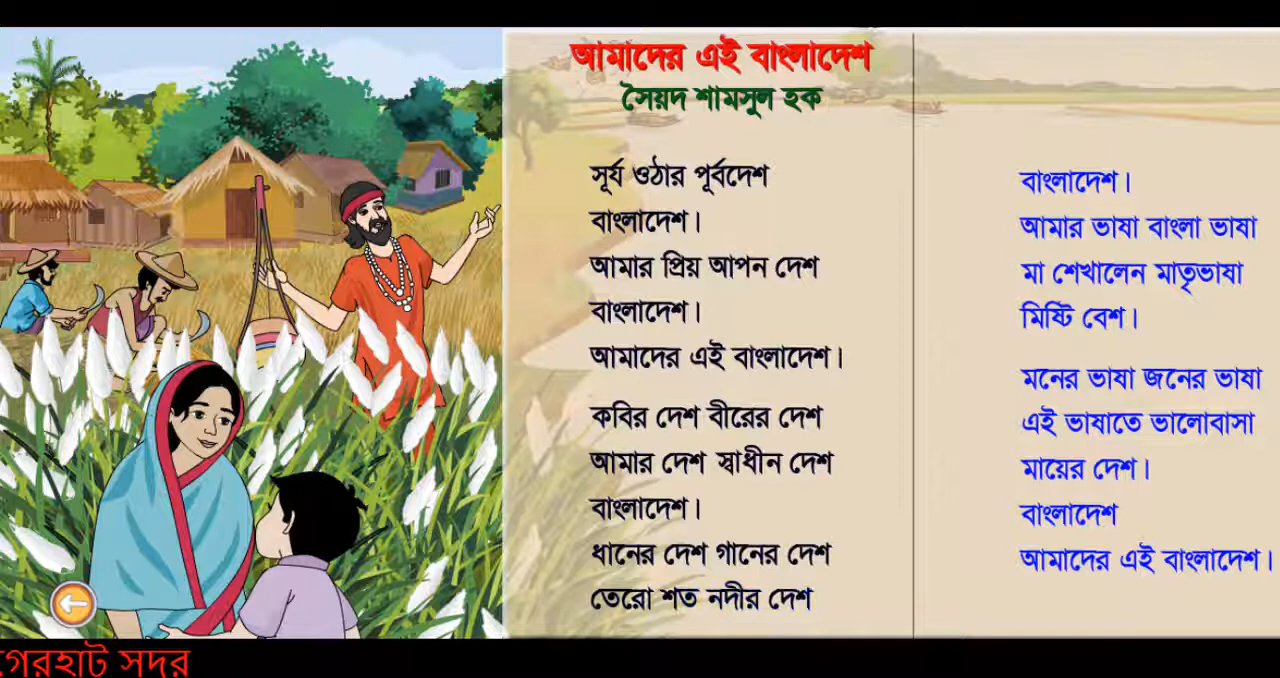 আমাদের এই বাংলাদেশ
সৈয়দ শামসুল হক
সূর্য ওঠার পূর্বদেশ
বাংলাদেশ।
আমার প্রিয় আপন দেশ
বাংলাদেশ।
আমাদের এই বাংলাদেশ।
কবির দেশ বীরের দেশ
আমার দেশ স্বাধীন দেশ
বাংলাদেশ।
ধানের দেশ গানের দেশ
তেরো শত নদীর দেশ
বাংলাদেশ।
আমার ভাষা বাংলা ভাষা
মা শেখালেন মাতৃভাষা
মিষ্টি বেশ।
মনের ভাষা জনের ভাষা
এই ভাষাতে ভালোবাসা
মায়ের দেশ।
বাংলাদেশ
আমাদের এই বাংলাদেশ।
সদর